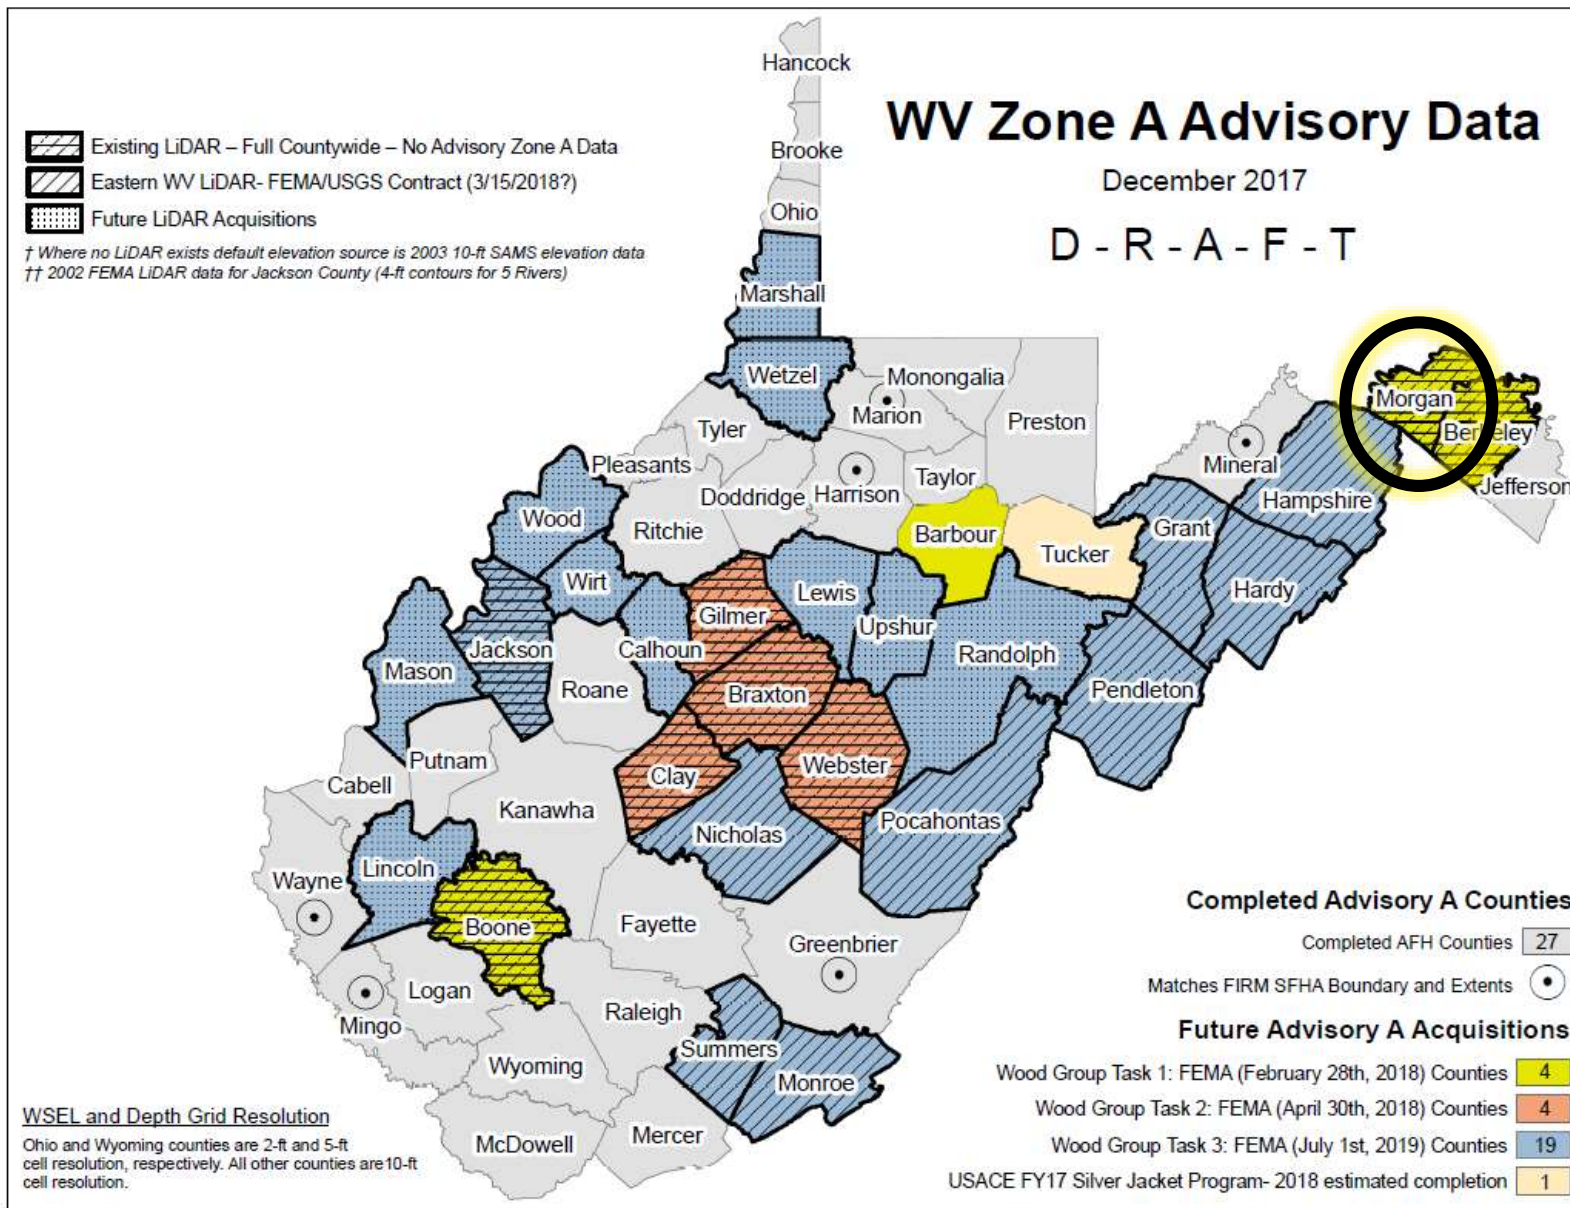 WV Zone A Advisory Data
December 2017
D - R - A - F - T
Existing LiDAR – Full Countywide – No Advisory Zone A Data
Eastern WV LiDAR- FEMA/USGS Contract (3/15/2018?)
Future LiDAR Acquisitions
† Where no LiDAR exists default elevation source is 2003 10-ft SAMS elevation data
†† 2002 FEMA LiDAR data for Jackson County (4-ft contours for 5 Rivers)
Hancock
Brooke
Ohio
Marshall
Wetzel
Monongalia
Marion
Preston
Tyler
Pleasants
Doddridge
Harrison
Taylor
Mineral
Morgan
Berkeley
Jefferson
Hampshire
Wood
Ritchie
Barbour
Tucker
Grant
Hardy
Wirt
Lewis
Gilmer
Upshur
Jackson
Calhoun
Randolph
Mason
Roane
Braxton
Pendleton
Putnam
Cabell
Clay
Webster
Kanawha
Nicholas
Pocahontas
Lincoln
Wayne
Boone
Fayette
Greenbrier
Logan
Mingo
Raleigh
Summers
Wyoming
Monroe
McDowell
Mercer
Completed Advisory A Counties
Completed AFH Counties 27
Matches FIRM SFHA Boundary and Extents
Future Advisory A Acquisitions
Wood Group Task 1: FEMA (February 28th, 2018) Counties 4
Wood Group Task 2: FEMA (April 30th, 2018) Counties 4
Wood Group Task 3: FEMA (July 1st, 2019) Counties 19
USACE FY17 Silver Jacket Program- 2018 estimated completion 1
WSEL and Depth Grid Resolution
Ohio and Wyoming counties are 2-ft and 5-ft
cell resolution, respectively. All other counties are 10-ft
cell resolution.